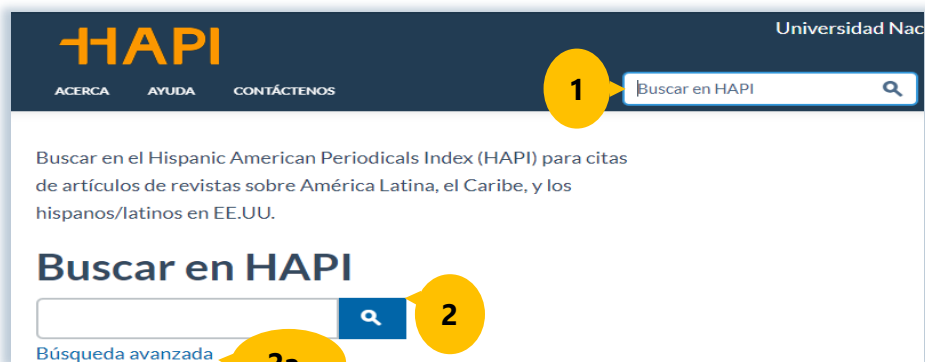 HAPI
Universidad Nac
ACERCA AYUDA CONTÁCTENOS
1
Buscar en HAPI
Buscar en el Hispanic American Periodicals Index (HAPI) para citas
de artículos de revistas sobre América Latina, el Caribe, y los
hispanos/latinos en EE.UU.
Buscar en HAPI
2
Búsqueda avanzada